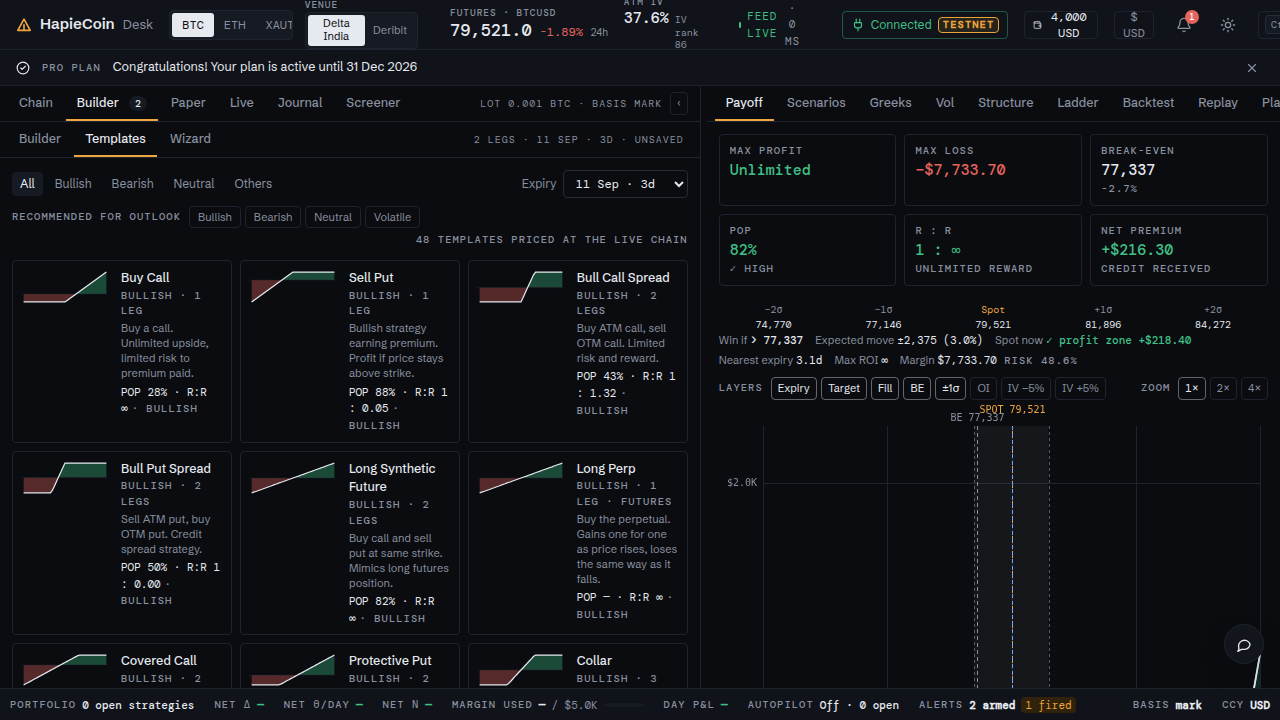 HapieCoin Desk
BTC ETH XAUT
VENUE
Delta India Deribit
FUTURES · BTCUSD
79,521.0 -1.89% 24h
ATM IV
37.6% IV rank 86
FEED LIVE · 0 MS
Connected TESTNET
4,000 USD
$ USD
1
PRO PLAN Congratulations! Your plan is active until 31 Dec 2026
Chain Builder 2 Paper Live Journal Screener
LOT 0.001 BTC · BASIS MARK
Builder Templates Wizard
2 LEGS · 11 SEP · 3D · UNSAVED
All Bullish Bearish Neutral Others
Expiry 11 Sep · 3d
RECOMMENDED FOR OUTLOOK Bullish Bearish Neutral Volatile
48 TEMPLATES PRICED AT THE LIVE CHAIN
Buy Call
BULLISH · 1
LEG
Buy a call.
Unlimited upside,
limited risk to
premium paid.
POP 28% · R:R
∞ · BULLISH
Sell Put
BULLISH · 1
LEG
Bullish strategy
earning premium.
Profit if price stays
above strike.
POP 88% · R:R 1
: 0.05 ·
BULLISH
Bull Call Spread
BULLISH · 2
LEGS
Buy ATM call, sell
OTM call. Limited
risk and reward.
POP 43% · R:R 1
: 1.32 ·
BULLISH
Bull Put Spread
BULLISH · 2
LEGS
Sell ATM put, buy
OTM put. Credit
spread strategy.
POP 50% · R:R 1
: 0.00 ·
BULLISH
Long Synthetic
Future
BULLISH · 2
LEGS
Buy call and sell
put at same strike.
Mimics long futures
position.
POP 82% · R:R
∞ · BULLISH
Long Perp
BULLISH · 1
LEG · FUTURES
Buy the perpetual.
Gains one for one
as price rises, loses
the same way as it
falls.
POP — · R:R ∞ ·
BULLISH
Covered Call
BULLISH · 2
Protective Put
BULLISH · 2
Collar
BULLISH · 3
Payoff Scenarios Greeks Vol Structure Ladder Backtest Replay Pla
MAX PROFIT
Unlimited
MAX LOSS
−$7,733.70
BREAK-EVEN
77,337
-2.7%
POP
82%
✓ HIGH
R : R
1 : ∞
UNLIMITED REWARD
NET PREMIUM
+$216.30
CREDIT RECEIVED
−2σ −1σ Spot +1σ +2σ
74,770 77,146 79,521 81,896 84,272
Win if > 77,337 Expected move ±2,375 (3.0%) Spot now ✓ profit zone +$218.40
Nearest expiry 3.1d Max ROI ∞ Margin $7,733.70 RISK 48.6%
LAYERS Expiry Target Fill BE ±1σ OI IV −5% IV +5% ZOOM 1× 2× 4×
SPOT 79,521
BE 77,337
$2.0K
PORTFOLIO 0 open strategies NET Δ — NET Θ/DAY — NET N — MARGIN USED — / $5.0K DAY P&L — AUTOPILOT Off · 0 open ALERTS 2 armed 1 fired BASIS mark CCY USD